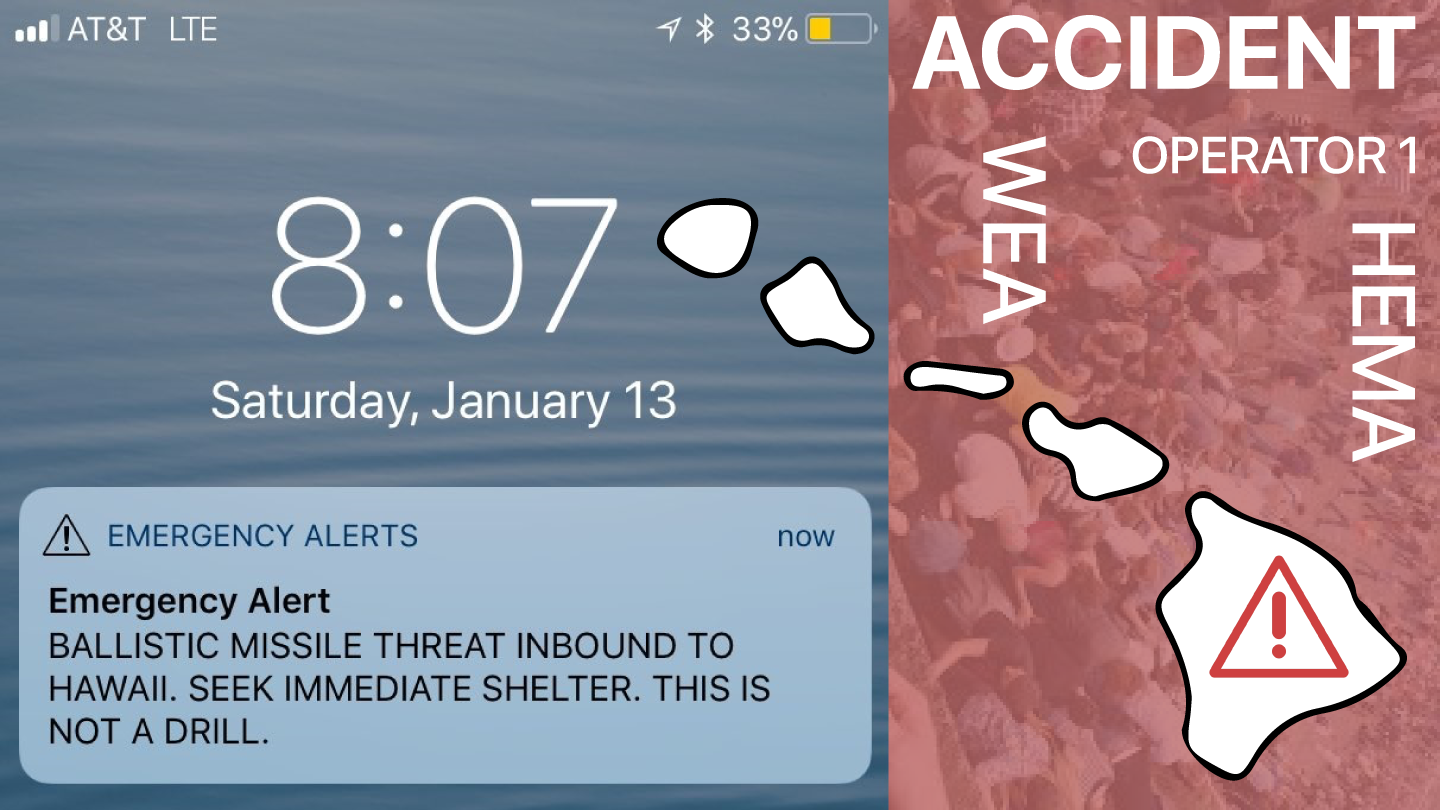 AT&T LTE
33%
8:07
Saturday, January 13
EMERGENCY ALERTS
now
Emergency Alert
BALLISTIC MISSILE THREAT INBOUND TO
HAWAII. SEEK IMMEDIATE SHELTER. THIS IS
NOT A DRILL.
ACCIDENT
OPERATOR 1
WEA
HEMA